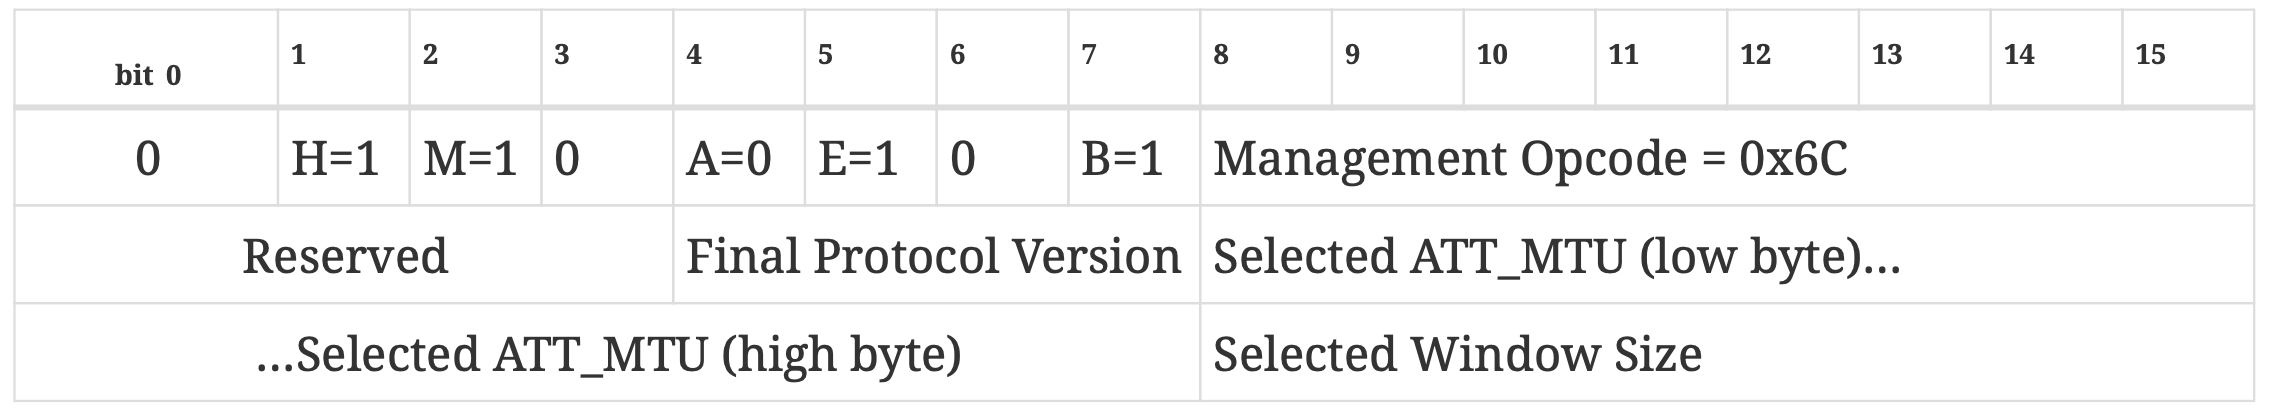 bit 0 1 2 3 4 5 6 7 8 9 10 11 12 13 14 15
0 H=1 M=1 0 A=0 E=1 0 B=1 Management Opcode = 0x6C
Reserved Final Protocol Version Selected ATT_MTU (low byte)...
...Selected ATT_MTU (high byte) Selected Window Size